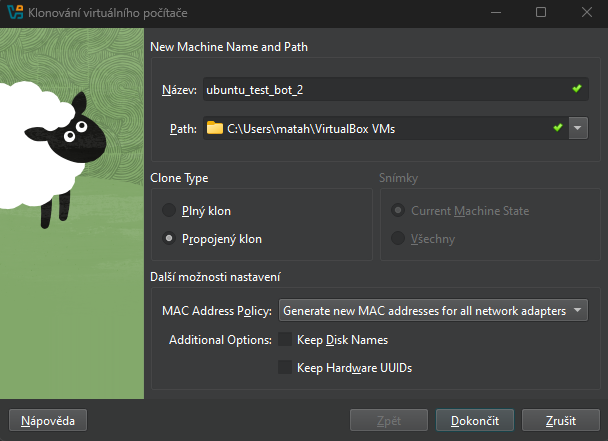 Klonování virtuálního počítače
New Machine Name and Path
Název: ubuntu_test_bot_2
Path: C:\Users\matah\VirtualBox VMs
Clone Type
Plný klon
Propojený klon
Snímky
Current Machine State
Všechny
Další možnosti nastavení
MAC Address Policy: Generate new MAC addresses for all network adapters
Additional Options: Keep Disk Names
Keep Hardware UUIDs
Nápověda Zpět Dokončit Zrušit